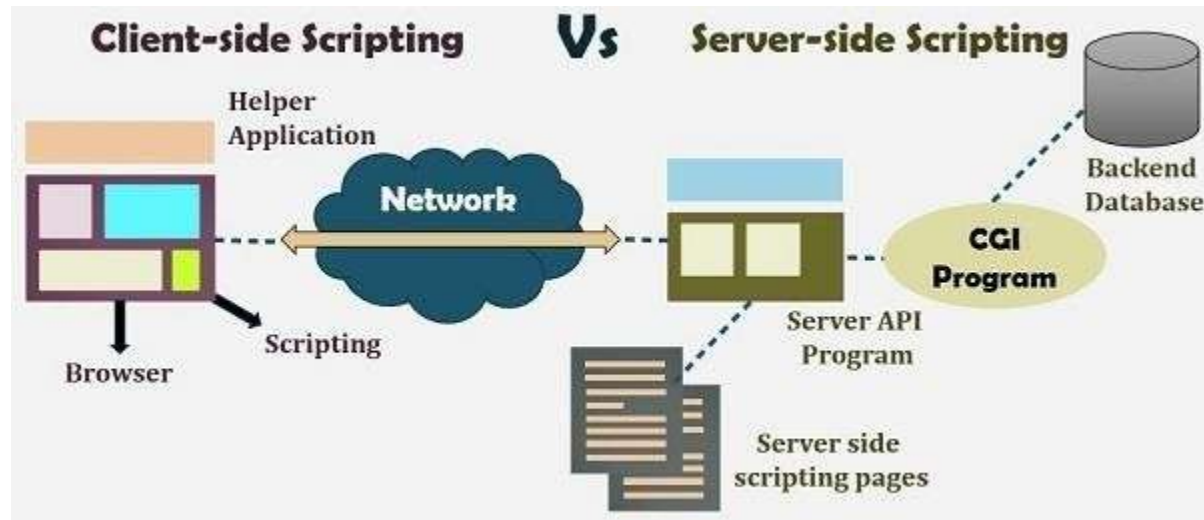 Client-side Scripting Vs Server-side Scripting
Helper
Application
Network
Backend
Database
CGI
Program
Server API
Program
Scripting
Browser
Server side
scripting pages